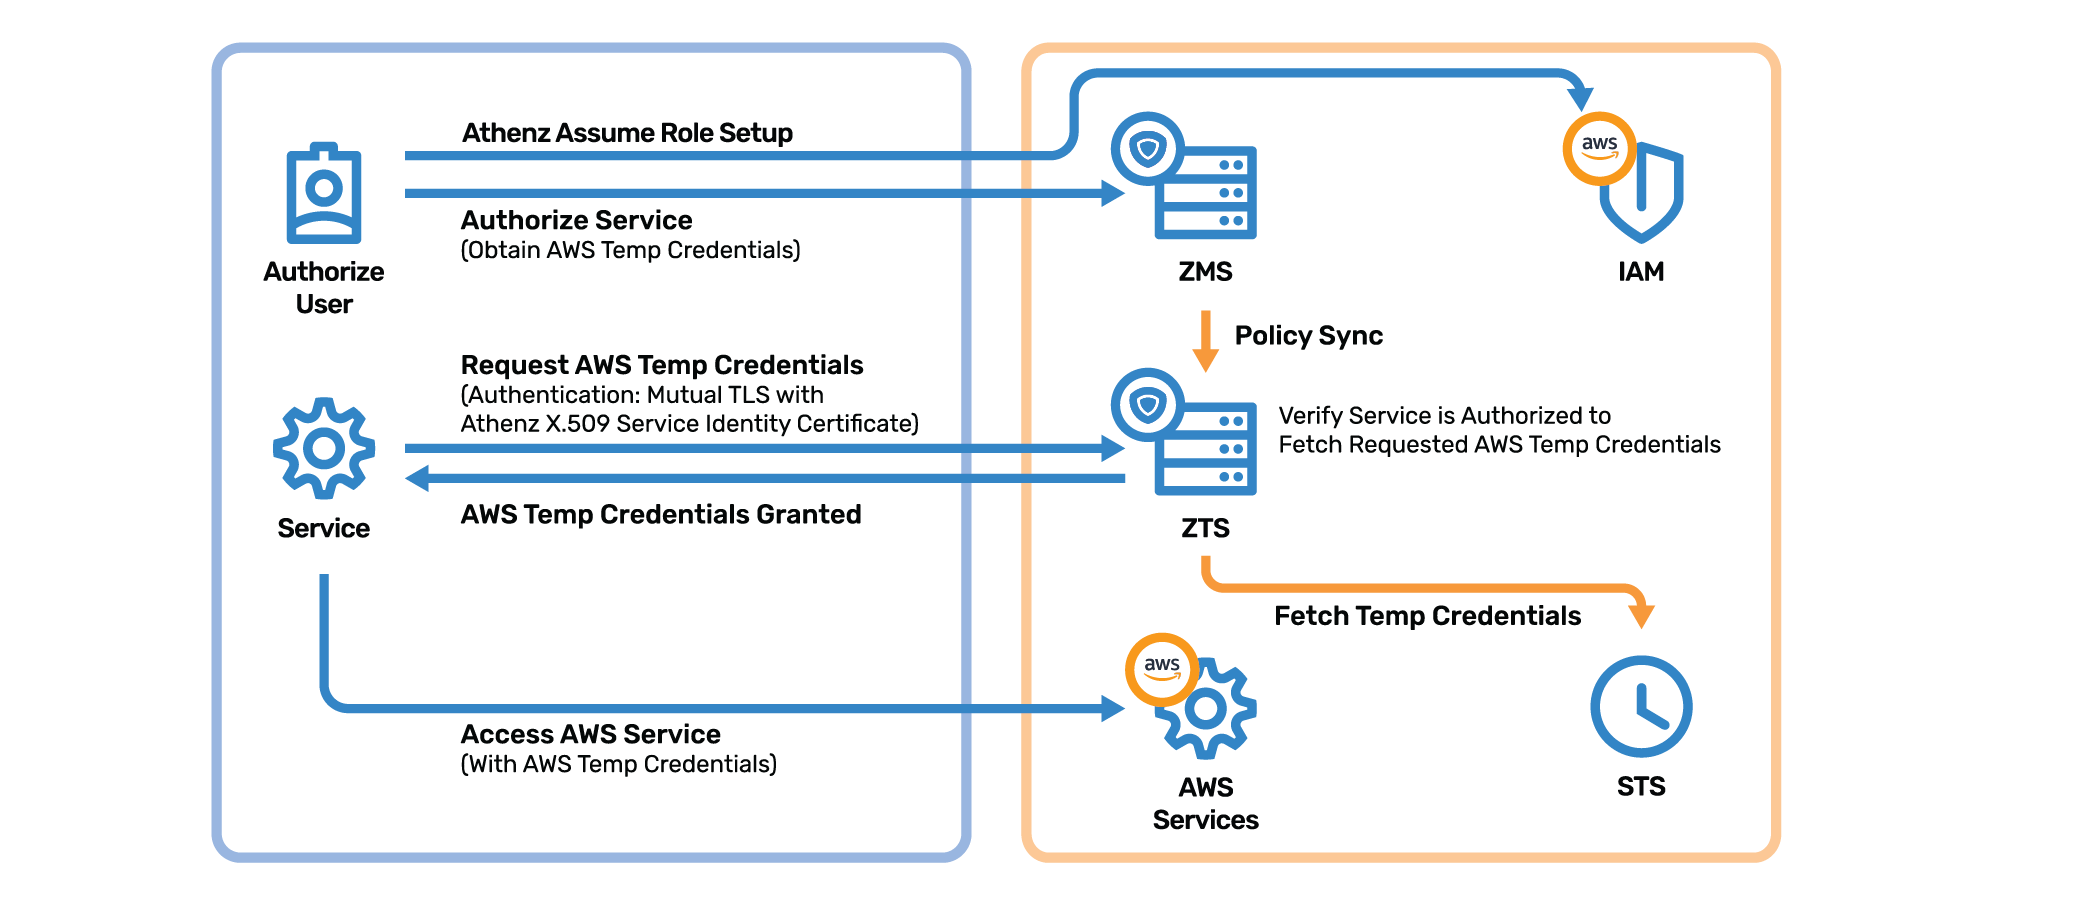 Athenz Assume Role Setup
Authorize Service
(Obtain AWS Temp Credentials)
Authorize
User
aws
ZMS
IAM
Policy Sync
Request AWS Temp Credentials
(Authentication: Mutual TLS with
Athenz X.509 Service Identity Certificate)
Verify Service is Authorized to
Fetch Requested AWS Temp Credentials
AWS Temp Credentials Granted
Service
ZTS
Fetch Temp Credentials
aws
Access AWS Service
(With AWS Temp Credentials)
AWS
Services
STS